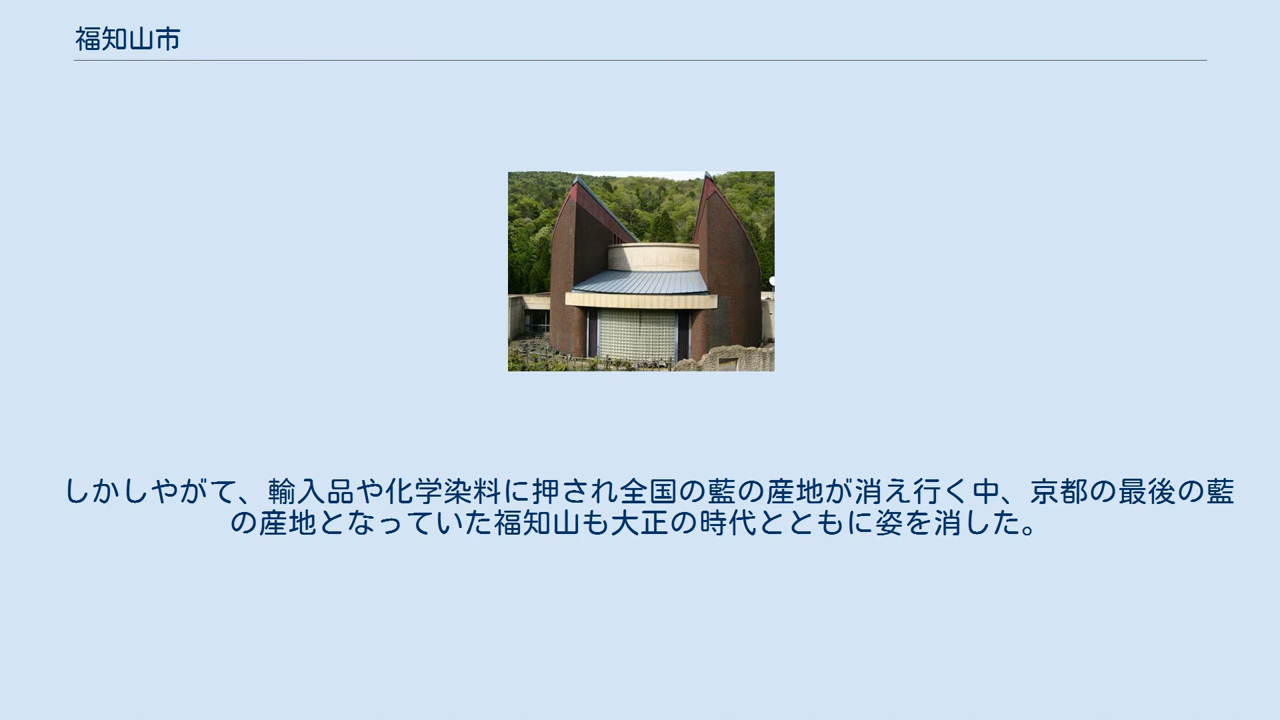 福知山市
しかしやがて、輸入品や化学染料に押され全国の藍の産地が消え行く中、京都の最後の藍
の産地となっていた福知山も大正の時代とともに姿を消した。